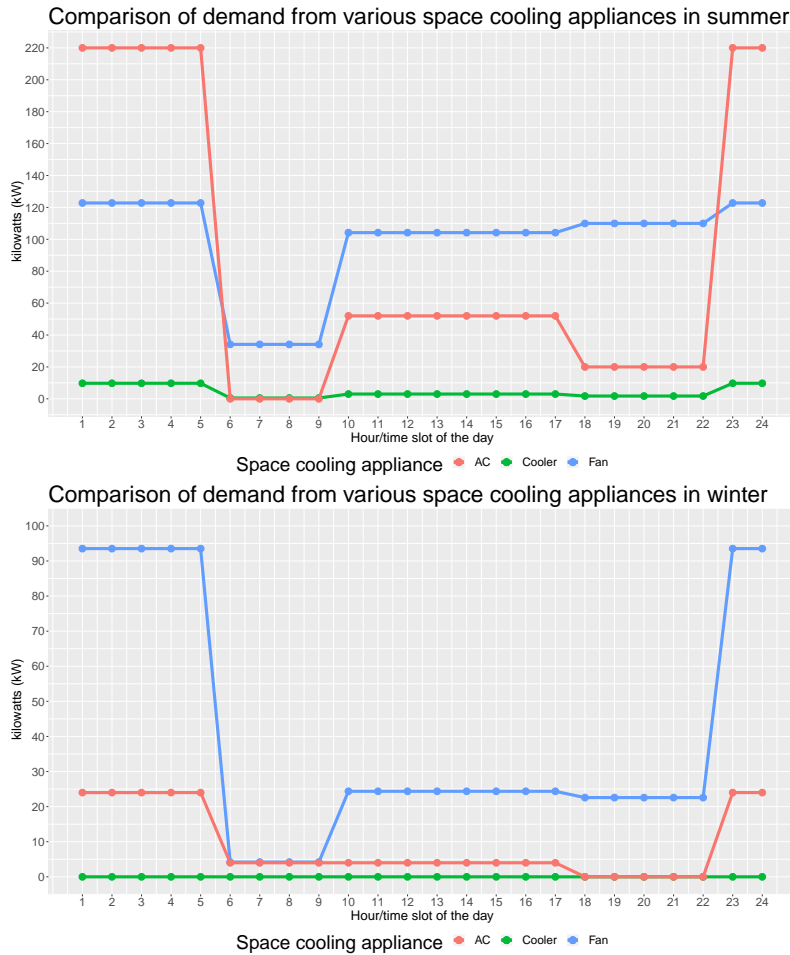 Comparison of demand from various space cooling appliances in summer
220
200
180
160
140
120
100
80
60
40
20
0
kilowatts (kW)
1 2 3 4 5 6 7 8 9 10 11 12 13 14 15 16 17 18 19 20 21 22 23 24
Hour/time slot of the day
Space cooling appliance AC Cooler Fan
Comparison of demand from various space cooling appliances in winter
100
90
80
70
60
50
40
30
20
10
0
kilowatts (kW)
1 2 3 4 5 6 7 8 9 10 11 12 13 14 15 16 17 18 19 20 21 22 23 24
Hour/time slot of the day
Space cooling appliance AC Cooler Fan